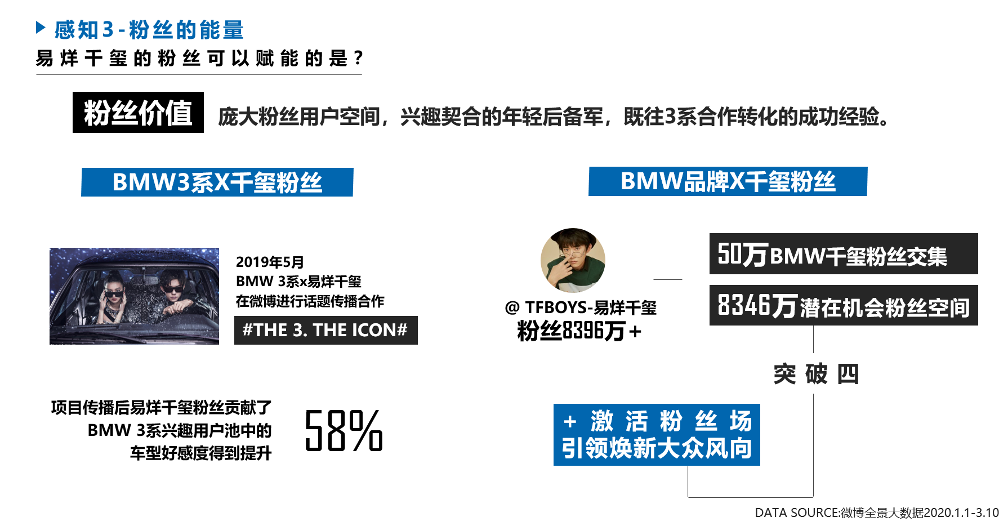 感知3-粉丝的能量
易烊千玺的粉丝可以赋能的是?
粉丝价值
庞大粉丝用户空间，兴趣契合的年轻后备军，既往3系合作转化的成功经验。
BMW3系X千玺粉丝
2019年5月
BMW 3系x易烊千玺
在微博进行话题传播合作
#THE 3. THE ICON#
项目传播后易烊千玺粉丝贡献了
BMW 3系兴趣用户池中的
车型好感度得到提升
58%
BMW品牌X千玺粉丝
@ TFBOYS-易烊千玺
粉丝8396万+
50万BMW千玺粉丝交集
8346万潜在机会粉丝空间
突破四
+激活粉丝场
引领焕新大众风向
DATA SOURCE:微博全景大数据2020.1.1-3.10